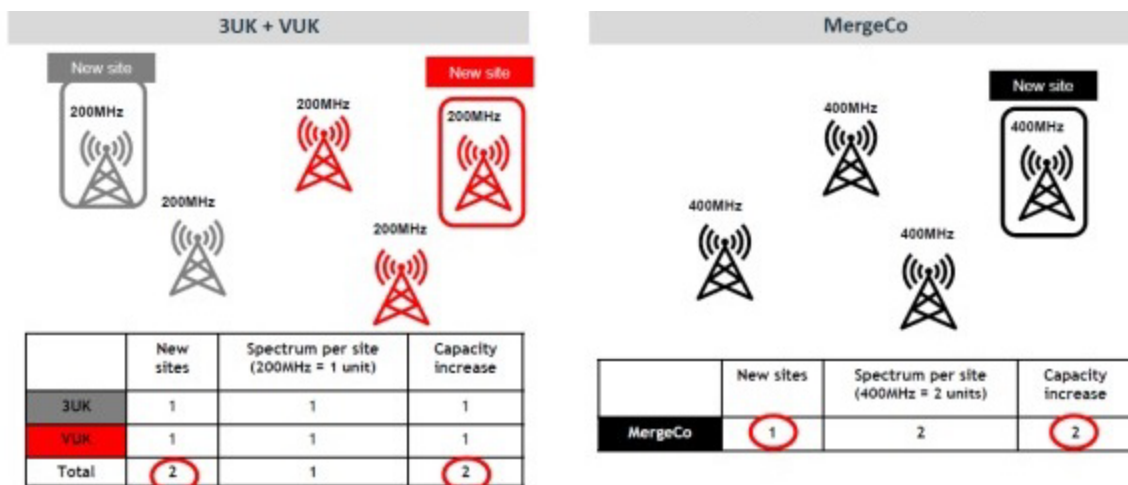 3UK + VUK
New site
200MHz
200MHz
200MHz
New site
200MHz
200MHz
New sites
Spectrum per site (200MHz = 1 unit)
Capacity increase
3UK 1 1 1
VUK 1 1 1
Total 2 1 2
MergeCo
400MHz
New site
400MHz
400MHz
400MHz
New sites
Spectrum per site (400MHz = 2 units)
Capacity increase
MergeCo 1 2 2